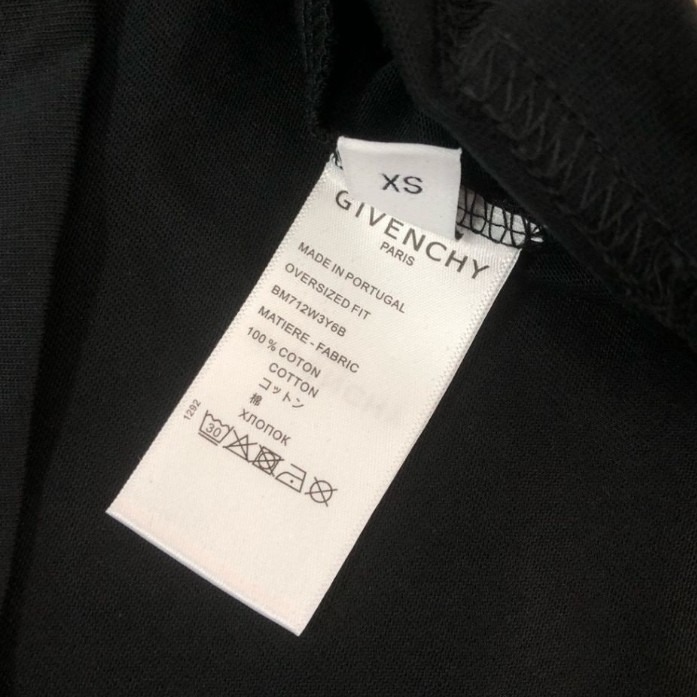 XS
GIVENCHY
PARIS
MADE IN PORTUGAL
OVERSIZED FIT
BM712W3Y6B
MATIERE - FABRIC
100 % COTON
COTTON
コットン
棉
ХЛОПОК
1292
30